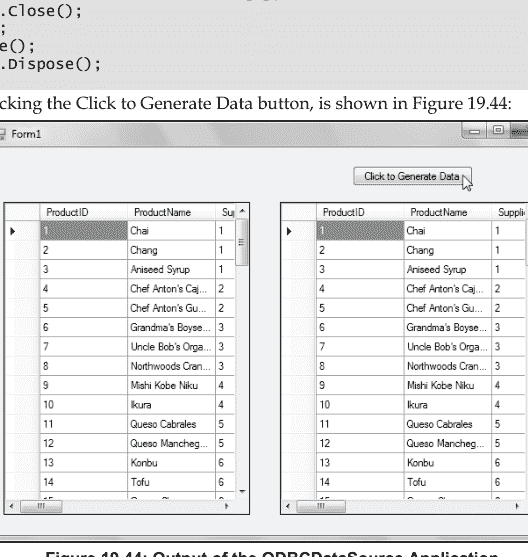 .Close();
;
e();
.Dispose();
cking the Click to Generate Data button, is shown in Figure 19.44:
Form1
Click to Generate Data
ProductID ProductName Su
1 Chai 1
2 Chang 1
3 Aniseed Syrup 1
4 Chef Anton's Caj... 2
5 Chef Anton's Gu... 2
6 Grandma's Boyse... 3
7 Uncle Bob's Orga... 3
8 Northwoods Cran... 3
9 Mishi Kobe Niku 4
10 Ikura 4
11 Queso Cabrales 5
12 Queso Mancheg... 5
13 Konbu 6
14 Tofu 6
ProductID ProductName Suppli
1 Chai 1
2 Chang 1
3 Aniseed Syrup 1
4 Chef Anton's Caj... 2
5 Chef Anton's Gu... 2
6 Grandma's Boyse... 3
7 Uncle Bob's Orga... 3
8 Northwoods Cran... 3
9 Mishi Kobe Niku 4
10 Ikura 4
11 Queso Cabrales 5
12 Queso Mancheg... 5
13 Konbu 6
14 Tofu 6
Figure 19.44: Output of the ODBCDataSource Application